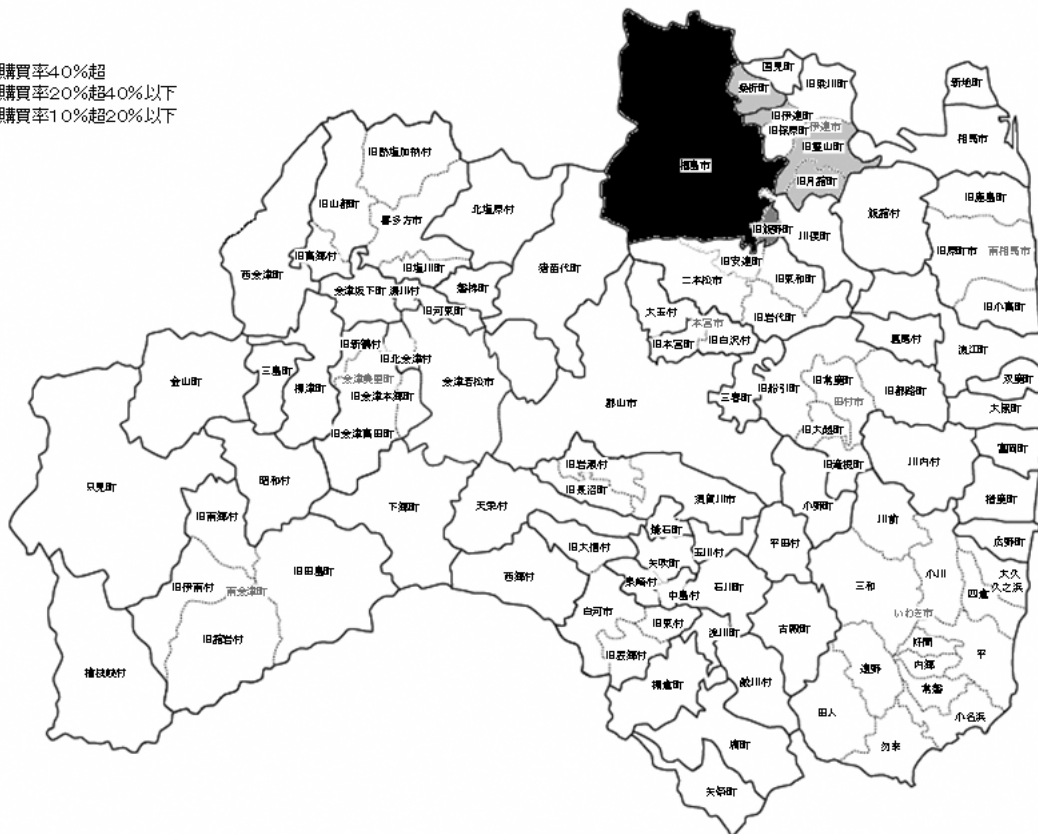 購買率40%超
購買率20%超40%以下
購買率10%超20%以下
国見町
桑折町
旧梁川町
新地町
旧伊達町
伊達市
旧保原町
旧霊山町
相馬市
旧熱塩加納村
福島市
旧月舘町
旧鹿島町
旧山都町
北塩原村
飯舘村
喜多方市
旧飯野町
川俣町
旧高郷村
旧原町市
南相馬市
西会津町
旧塩川町
猪苗代町
旧安達町
二本松市
旧東和町
会津坂下町
湯川村
磐梯町
旧河東町
大玉村
旧小高町
旧岩代町
本宮市
旧本宮町
旧白沢村
葛尾村
浪江町
旧新鶴村
旧北会津村
三島町
金山町
柳津町
会津美里町
会津若松市
旧会津本郷町
郡山市
三春町
旧船引町
旧常葉町
田村市
旧都路町
双葉町
大熊町
旧会津高田町
旧大越町
富岡町
只見町
昭和村
旧岩瀬村
旧長沼町
旧滝根町
川内村
下郷町
天栄村
須賀川市
小野町
楢葉町
旧南郷村
鏡石町
川前
広野町
旧大信村
矢吹町
玉川村
平田村
旧伊南村
旧田島町
南会津町
西郷村
泉崎村
中島村
石川町
三和
小川
四倉
大久
久之浜
白河市
旧東村
浅川町
古殿町
いわき市
旧舘岩村
旧表郷村
好間
平
檜枝岐村
棚倉町
鮫川村
遠野
内郷
常磐
田人
小名浜
塙町
勿来
矢祭町